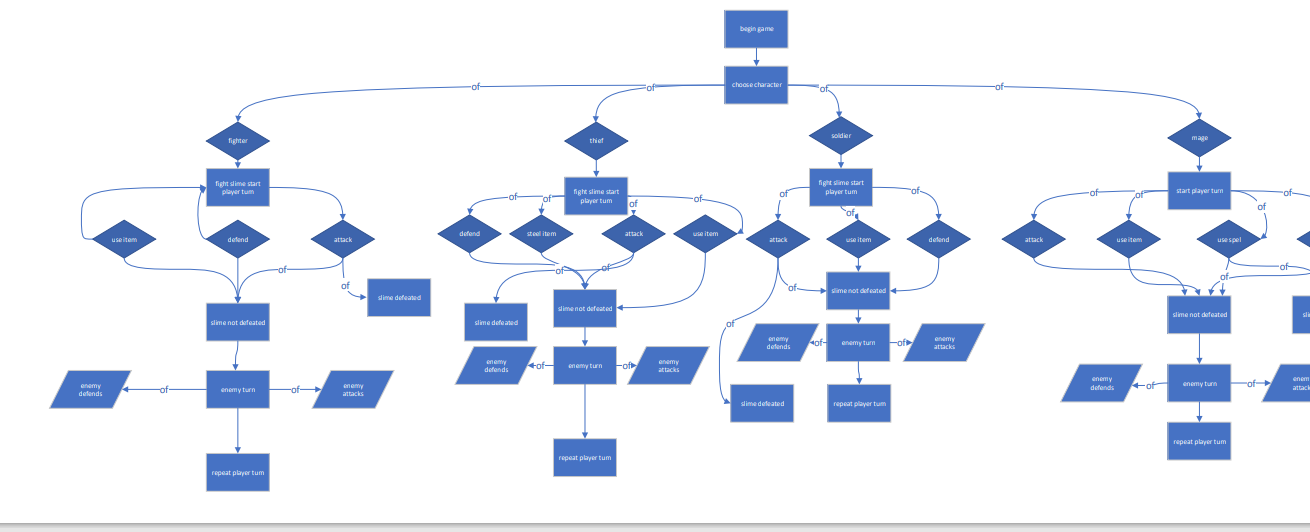 begin game
choose character
of
of
of
of
fighter
thief
soldier
mage
fight slime start
player turn
fight slime start
player turn
fight slime start
player turn
start player turn
of
of
of
of
of
of
of
of
of
of
of
use item
defend
attack
defend
steel item
attack
use item
attack
use item
defend
attack
use item
use spel
of
of
of
of
of
of
of
slime defeated
slime not defeated
slime defeated
slime not defeated
slime not defeated
slime not defeated
of
enemy
defends
of
enemy turn
of
enemy
attacks
enemy
defends
of
enemy turn
of
enemy
attacks
enemy
defends
of
enemy turn
of
enemy
attacks
enemy
defends
of
enemy turn
of
slime defeated
repeat player turn
repeat player turn
repeat player turn
repeat player turn